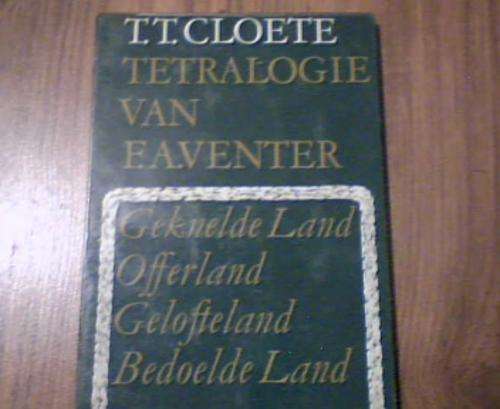 T.T. CLOETE
TETRALOGIE
VAN
F.A.VENTER
Geknelde Land
Offerland
Gelofteland
Bedoelde Land